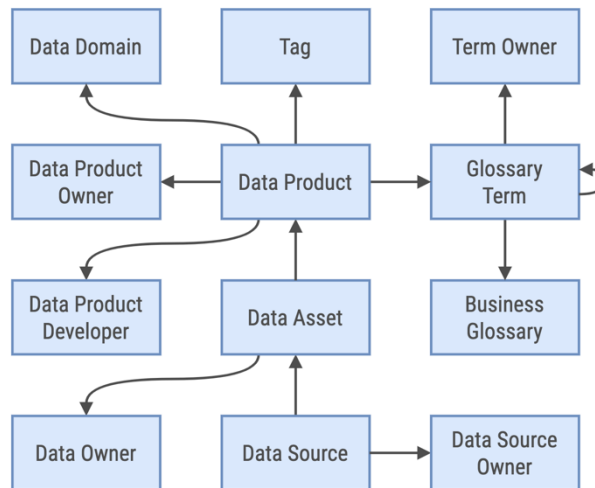 Data Domain
Tag
Term Owner
Data Product
Owner
Data Product
Glossary
Term
Data Product
Developer
Data Asset
Business
Glossary
Data Owner
Data Source
Data Source
Owner